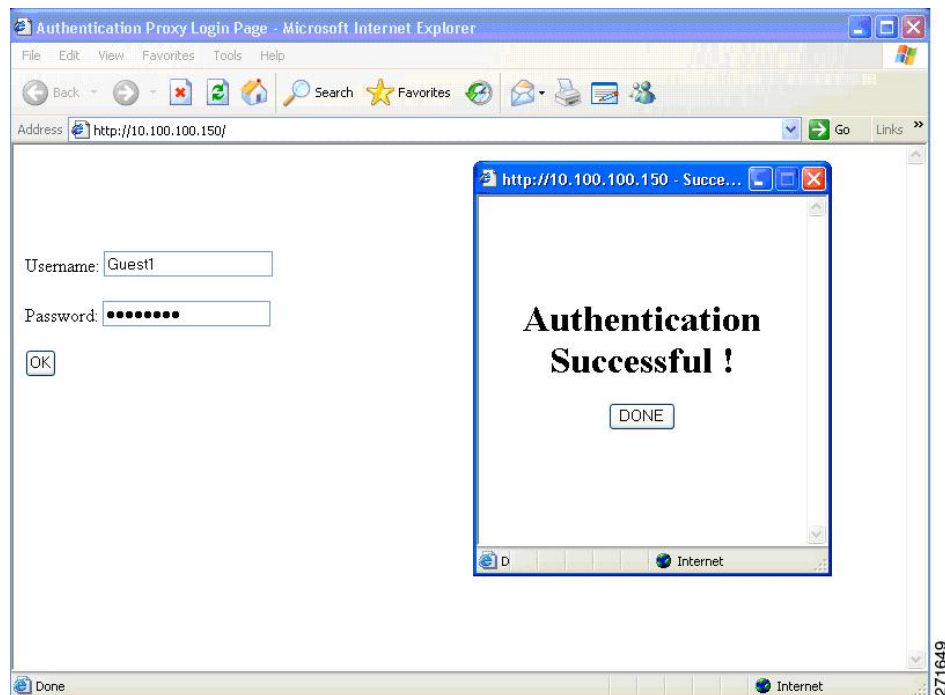 Authentication Proxy Login Page - Microsoft Internet Explorer
File Edit View Favorites Tools Help
Back Search Favorites
Address http://10.100.100.150/ Go Links »
http://10.100.100.150 - Succe...
Username: Guest1
Password: ●●●●●●●●
OK
Authentication
Successful !
DONE
D Internet
Done Internet
271649